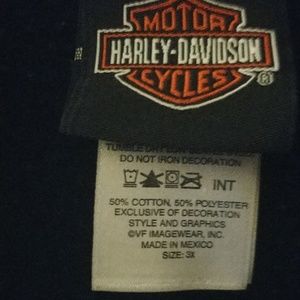 MOTOR
HARLEY-DAVIDSON
CYCLES
TUMBLE DRY LOW
DO NOT IRON DECORATION
INT
50% COTTON, 50% POLYESTER
EXCLUSIVE OF DECORATION
STYLE AND GRAPHICS
©VF IMAGEWEAR, INC.
MADE IN MEXICO
SIZE: 3X